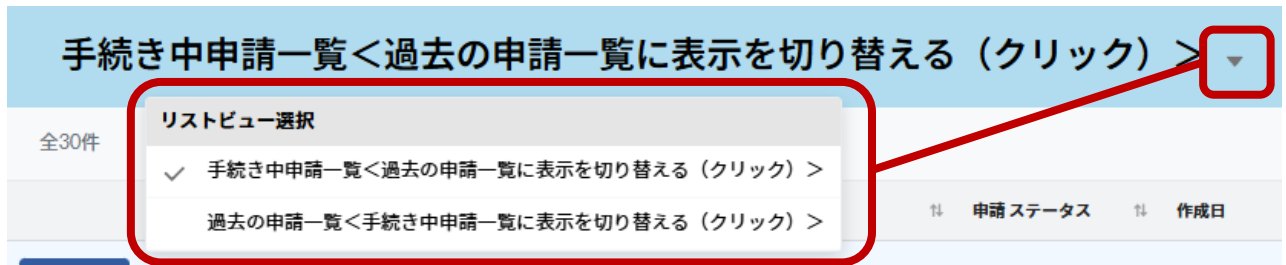 手続き中申請一覧＜過去の申請一覧に表示を切り替える（クリック）＞
リストビュー選択
全30件
手続き中申請一覧＜過去の申請一覧に表示を切り替える（クリック）＞
過去の申請一覧＜手続き中申請一覧に表示を切り替える（クリック）＞
申請ステータス 作成日